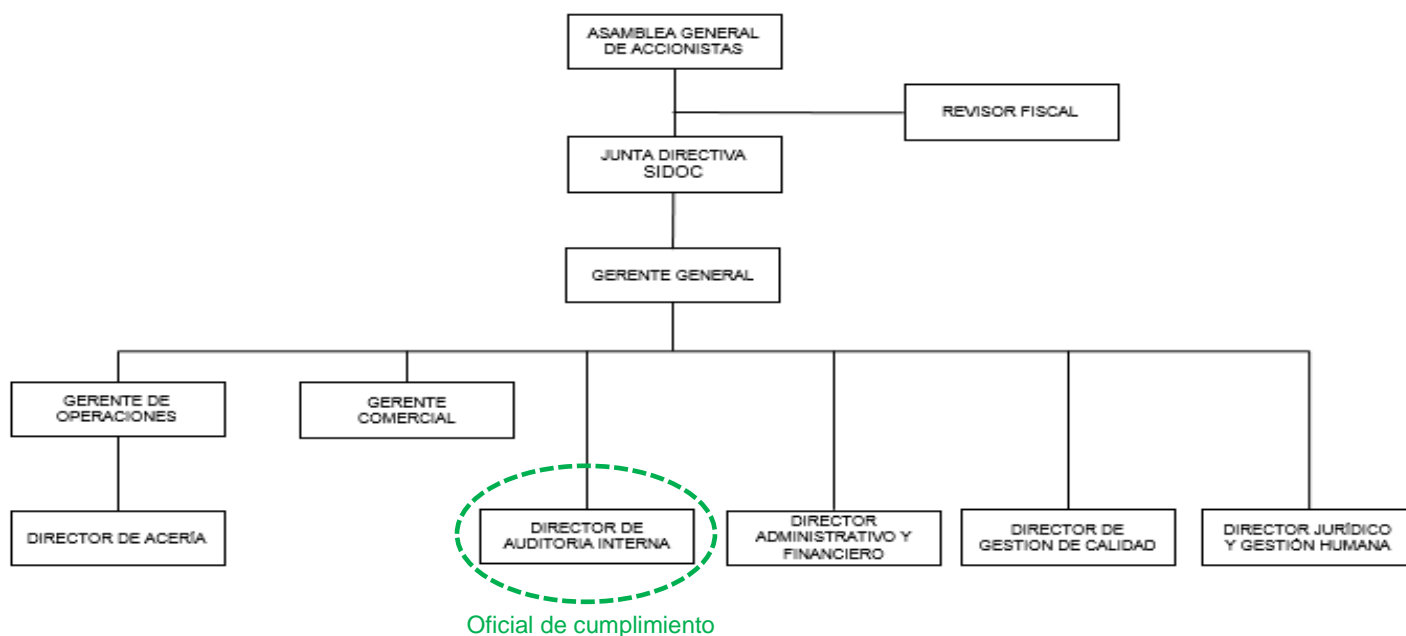 ASAMBLEA GENERAL
DE ACCIONISTAS
REVISOR FISCAL
JUNTA DIRECTIVA
SIDOC
GERENTE GENERAL
GERENTE DE
OPERACIONES
GERENTE
COMERCIAL
DIRECTOR DE ACERÍA
DIRECTOR DE
AUDITORIA INTERNA
DIRECTOR
ADMINISTRATIVO Y
FINANCIERO
DIRECTOR DE
GESTION DE CALIDAD
DIRECTOR JURÍDICO
Y GESTIÓN HUMANA
Oficial de cumplimiento